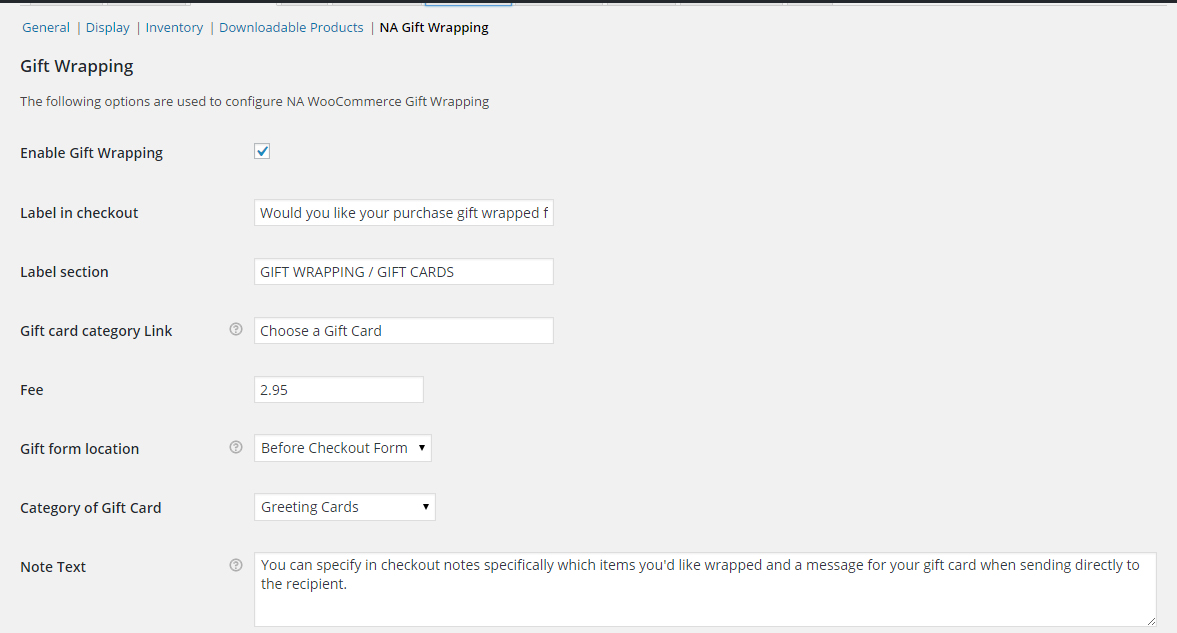 General | Display | Inventory | Downloadable Products | NA Gift Wrapping
Gift Wrapping
The following options are used to configure NA WooCommerce Gift Wrapping
Enable Gift Wrapping
Label in checkout Would you like your purchase gift wrapped f
Label section GIFT WRAPPING / GIFT CARDS
Gift card category Link ? Choose a Gift Card
Fee 2.95
Gift form location ? Before Checkout Form
Category of Gift Card Greeting Cards
Note Text ? You can specify in checkout notes specifically which items you'd like wrapped and a message for your gift card when sending directly to
the recipient.